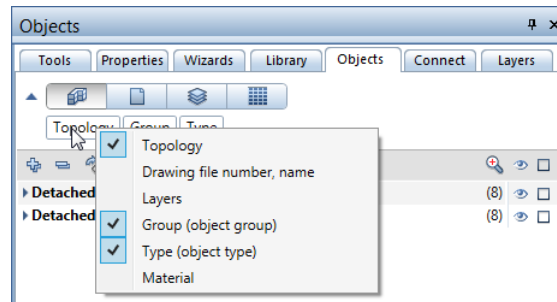 Objects
Tools Properties Wizards Library Objects Connect Layers
Topology Group Type
Topology
Drawing file number, name
Layers
Group (object group)
Type (object type)
Material
Detached (8)
Detached (8)